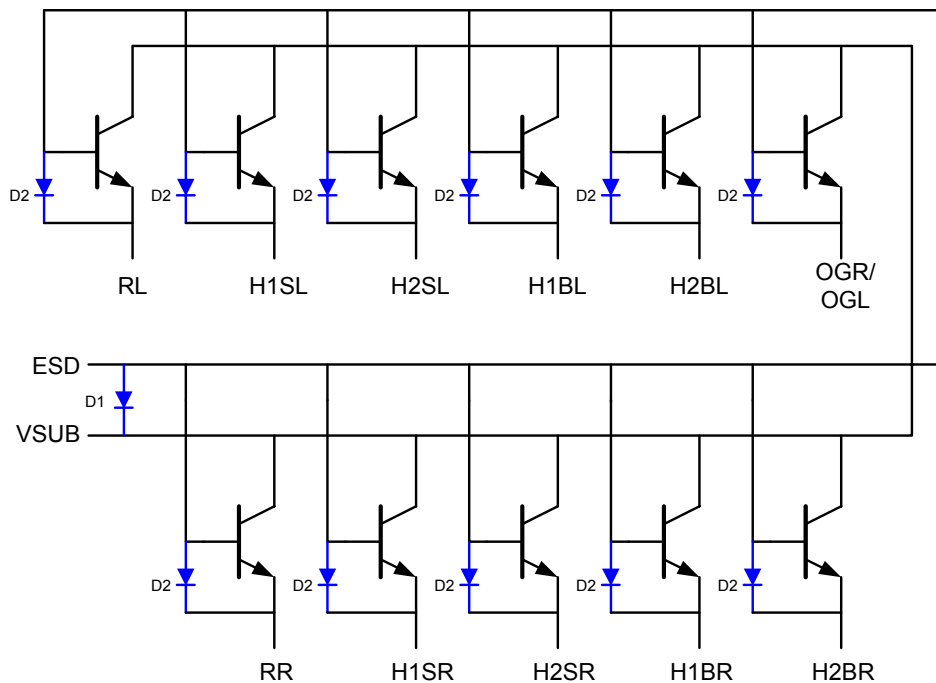 D2 D2 D2 D2 D2 D2
RL H1SL H2SL H1BL H2BL OGR/
OGL
ESD
D1
VSUB
D2 D2 D2 D2 D2
RR H1SR H2SR H1BR H2BR